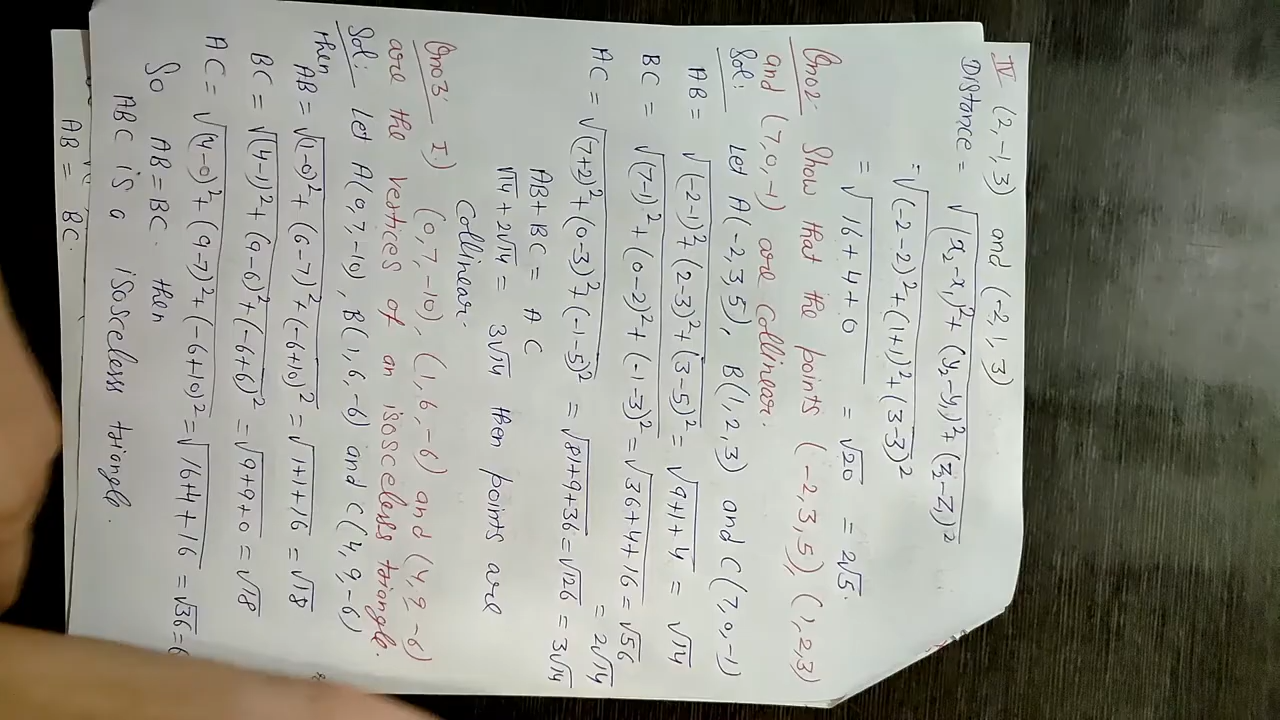 IV (2,-1,3) and (-2,1,3)
Distance = √(x₂-x₁)²+(y₂-y₁)²+(z₂-z₁)²
= √(-2-2)²+(1+1)²+(3-3)²
= √16+4+0 = √20 = 2√5.
Qno2- Show that the points (-2,3,5), (1,2,3)
and (7,0,-1) are Collinear.
Sol: Let A(-2,3,5), B(1,2,3) and C(7,0,-1)
AB = √(-2-1)²+(2-3)²+(3-5)² = √9+1+4 = √14
BC = √(7-1)²+(0-2)²+(-1-3)² = √36+4+16 = √56
= 2√14
AC = √(7+2)²+(0-3)²+(-1-5)² = √81+9+36 = √26 = 3√14
AB+BC = AC
√14+2√14 = 3√14 then points are
Collinear.
Qno3- I) (0,7,-10), (1,6,-6) and (4,9,-6)
are the vertices of an isosceless triangle.
Sol: Let A(0,7,-10), B(1,6,-6) and C(4,9,-6)
then AB = √(1-0)²+(6-7)²+(-6+10)² = √1+1+16 = √18
BC = √(4-1)²+(9-6)²+(-6+6)² = √9+9+0 = √18
AC = √(4-0)²+(9-7)²+(-6+10)² = √16+4+16 = √36=6
So AB=BC. then
ABC is a isosceless triangle.
AB = BC.